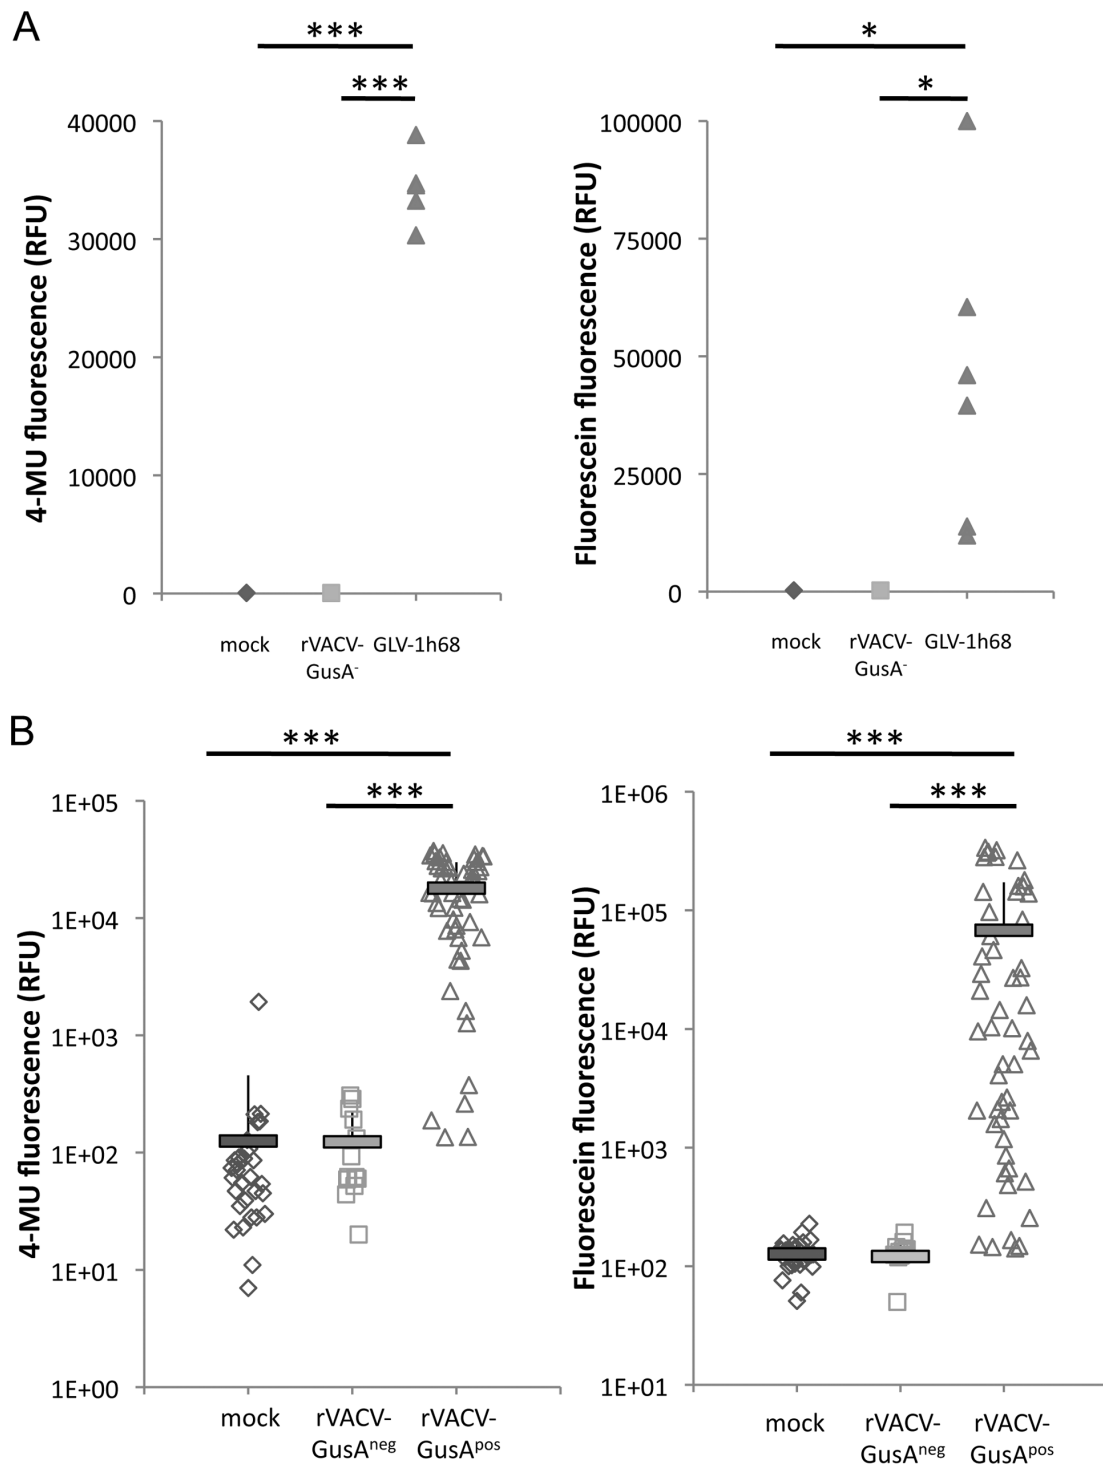 A
***
***
4-MU fluorescence (RFU)
40000
30000
20000
10000
0
mock
rVACV-
GusA-
GLV-1h68
*
*
Fluorescein fluorescence (RFU)
100000
75000
50000
25000
0
mock
rVACV-
GusA-
GLV-1h68
B
***
***
4-MU fluorescence (RFU)
1E+05
1E+04
1E+03
1E+02
1E+01
1E+00
mock
rVACV-
GusAneg
rVACV-
GusApos
***
***
Fluorescein fluorescence (RFU)
1E+06
1E+05
1E+04
1E+03
1E+02
1E+01
mock
rVACV-
GusAneg
rVACV-
GusApos